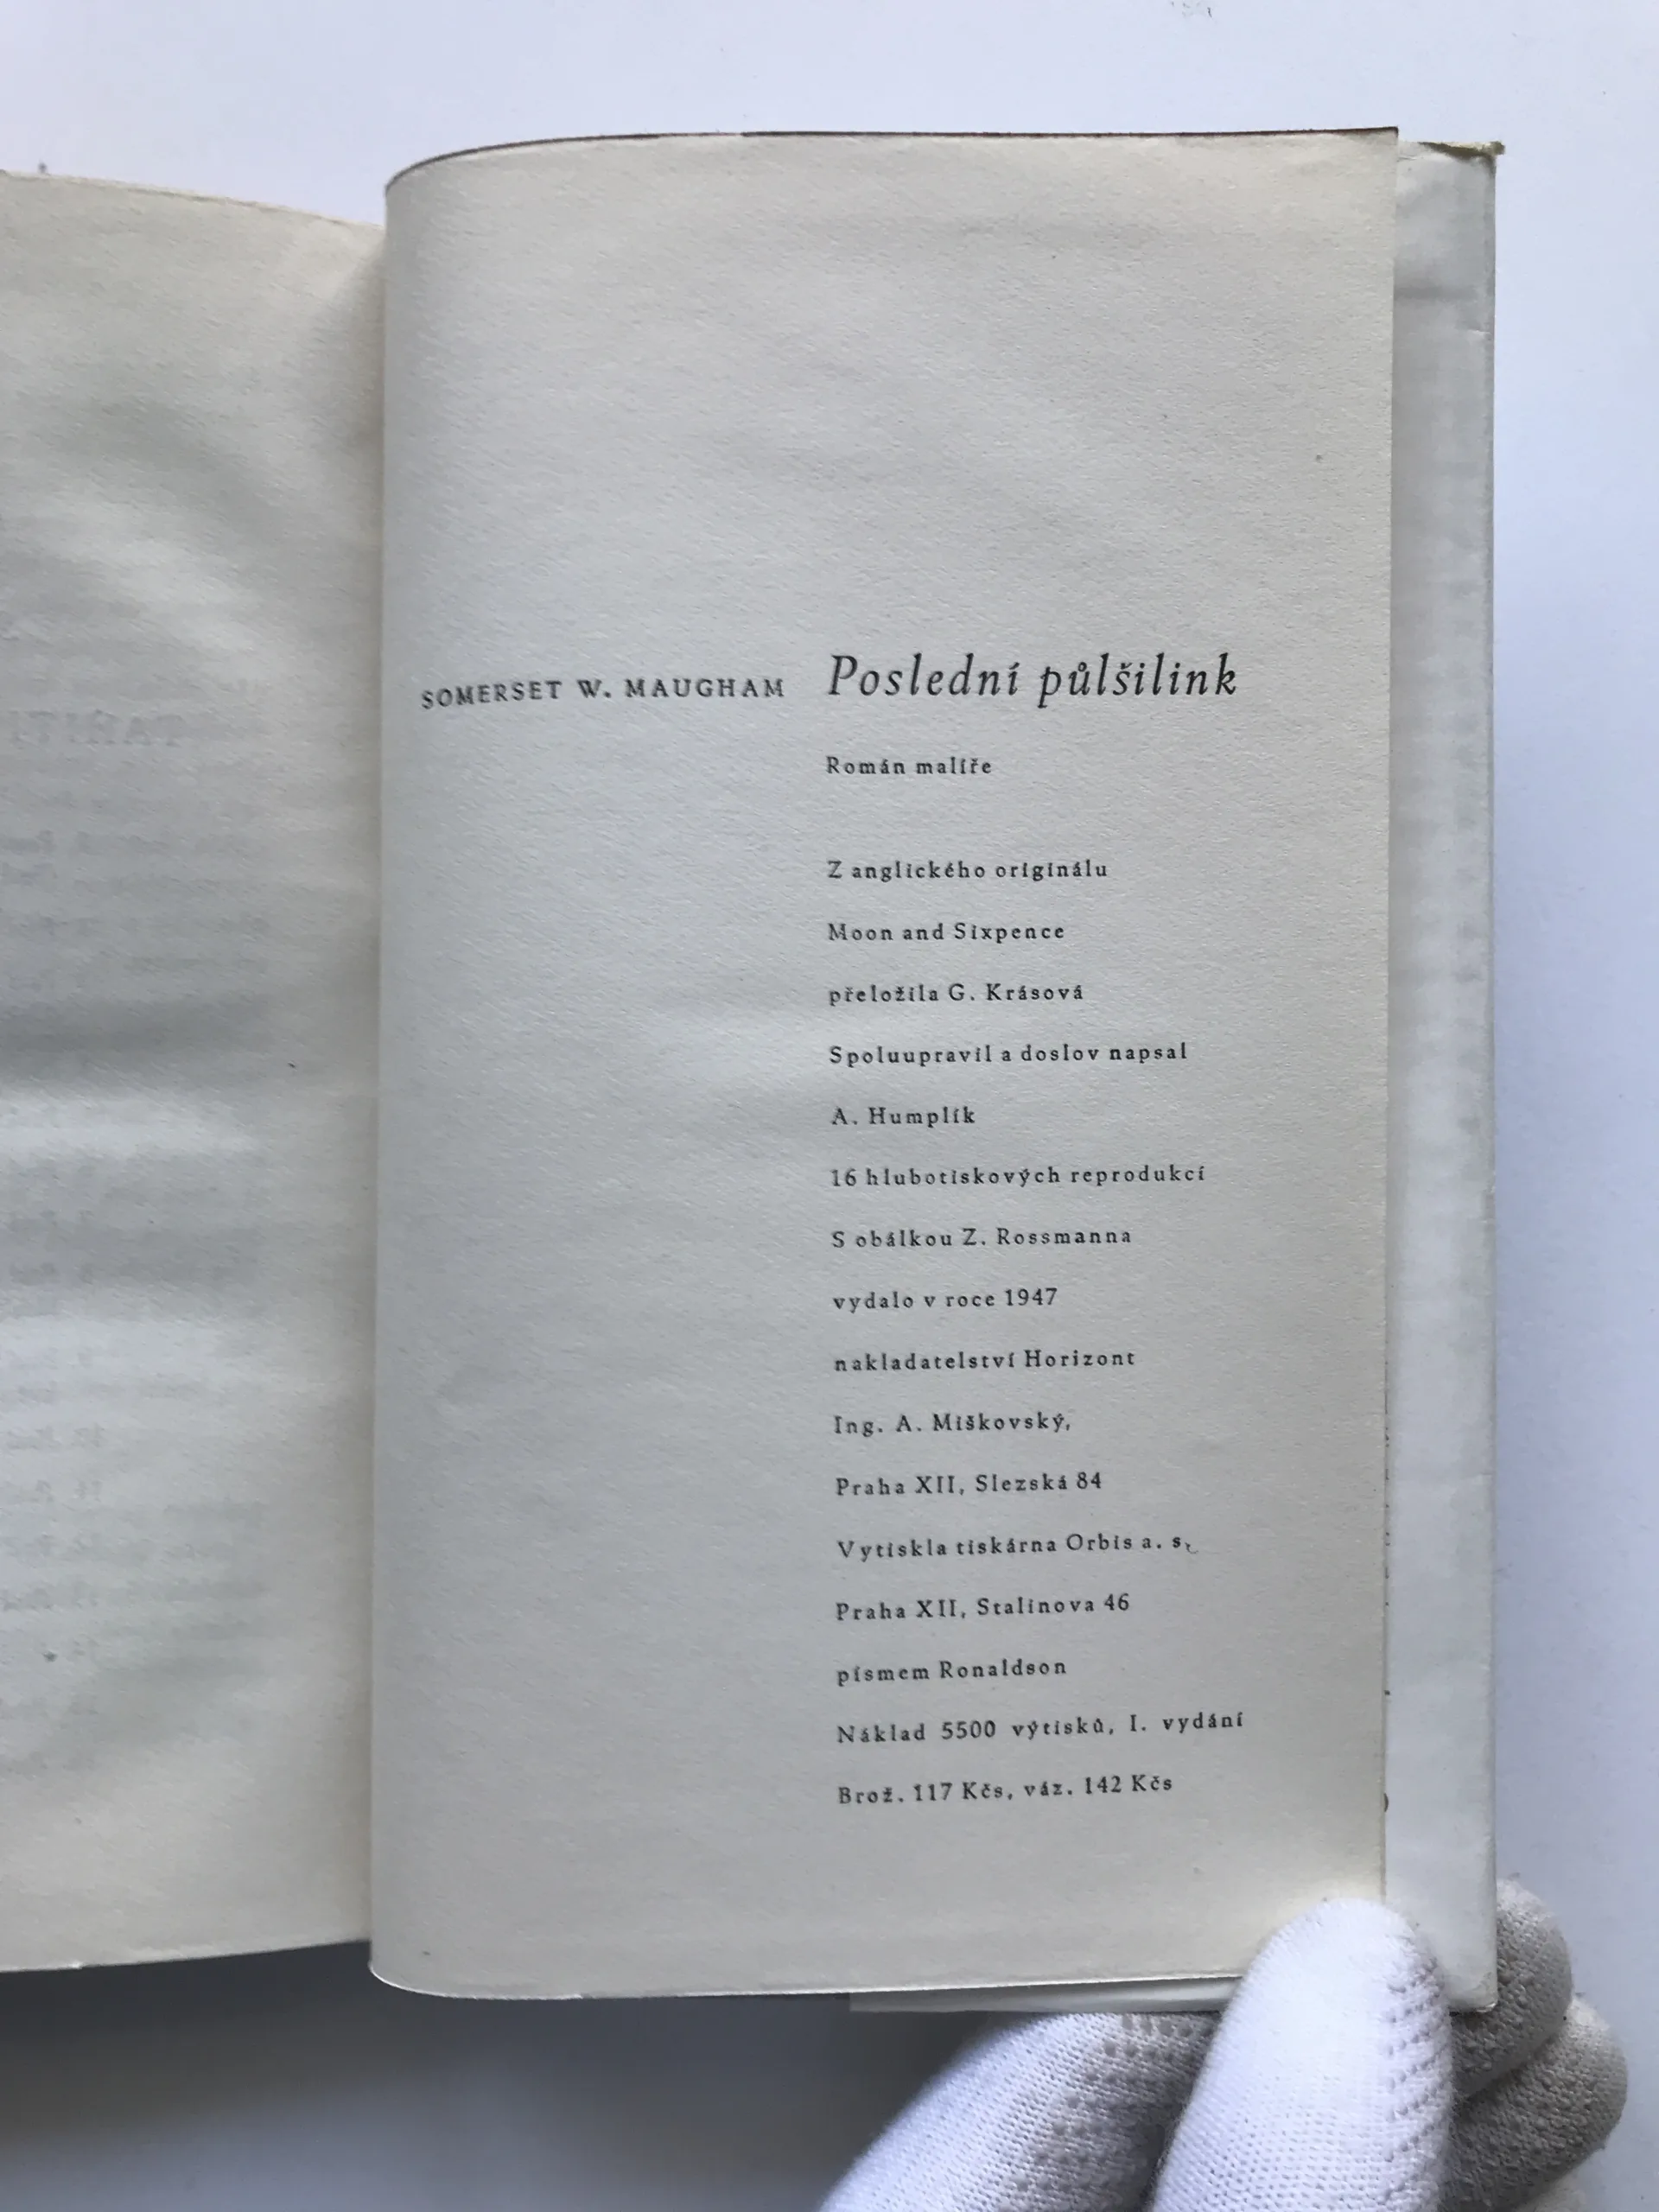 SOMERSET W. MAUGHAM Poslední půlšilink
Román malíře
Z anglického originálu
Moon and Sixpence
přeložila G. Krásová
Spoluupravil a doslov napsal
A. Humplík
16 hlubotiskových reprodukcí
S obálkou Z. Rossmanna
vydalo v roce 1947
nakladatelství Horizont
Ing. A. Miškovský,
Praha XII, Slezská 84
Vytiskla tiskárna Orbis a. s.
Praha XII, Stalinova 46
písmem Ronaldson
Náklad 5500 výtisků, I. vydání
Brož. 117 Kčs, váz. 142 Kčs